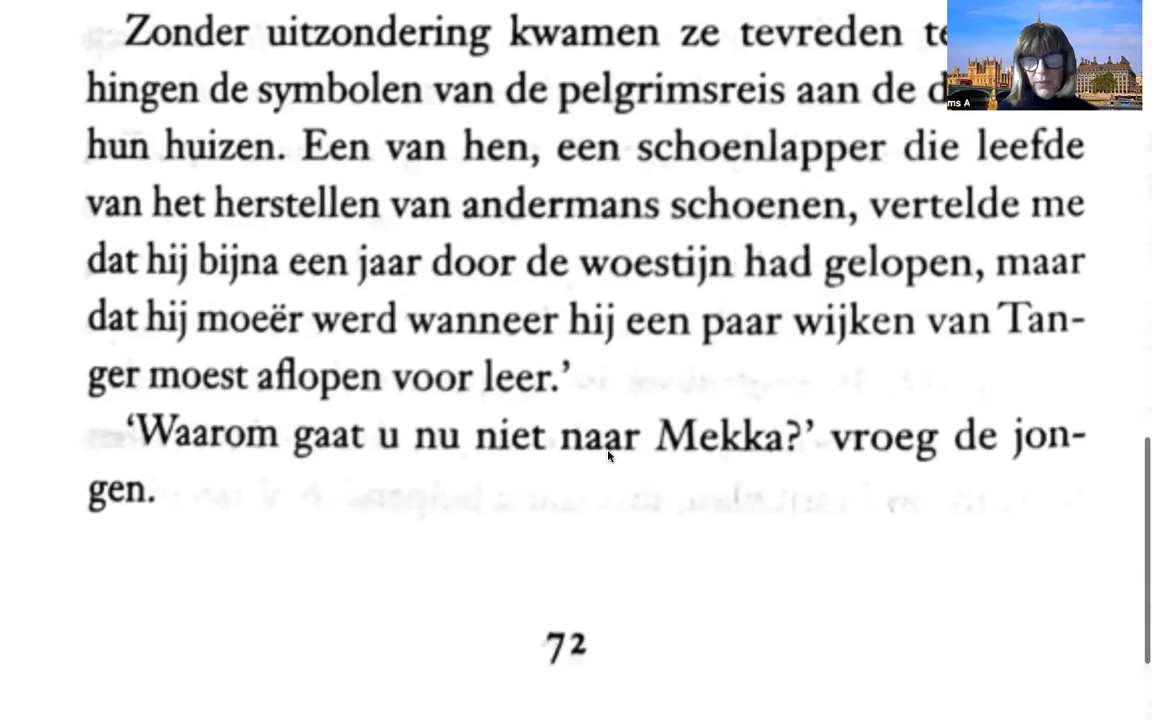 Zonder uitzondering kwamen ze tevreden
hingen de symbolen van de pelgrimsreis aan de
hun huizen. Een van hen, een schoenlapper die leefde
van het herstellen van andermans schoenen, vertelde me
dat hij bijna een jaar door de woestijn had gelopen, maar
dat hij moeër werd wanneer hij een paar wijken van Tan-
ger moest aflopen voor leer.’
‘Waarom gaat u nu niet naar Mekka?’ vroeg de jon-
gen.
72
ms A